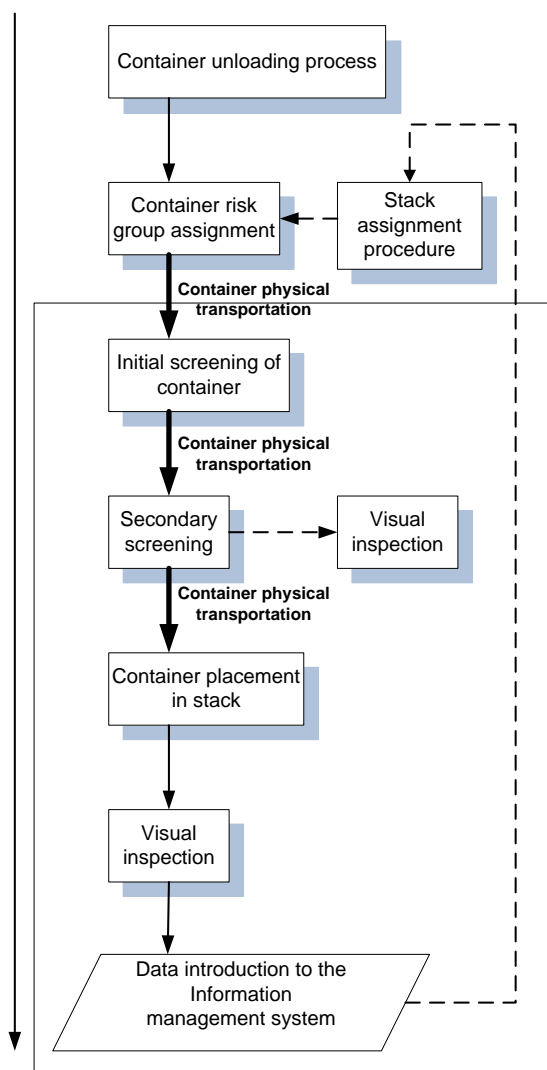 Container unloading process
Container risk
group assignment
Stack
assignment
procedure
Container physical
transportation
Initial screening of
container
Container physical
transportation
Secondary
screening
Visual
inspection
Container physical
transportation
Container placement
in stack
Visual
inspection
Data introduction to the
Information
management system